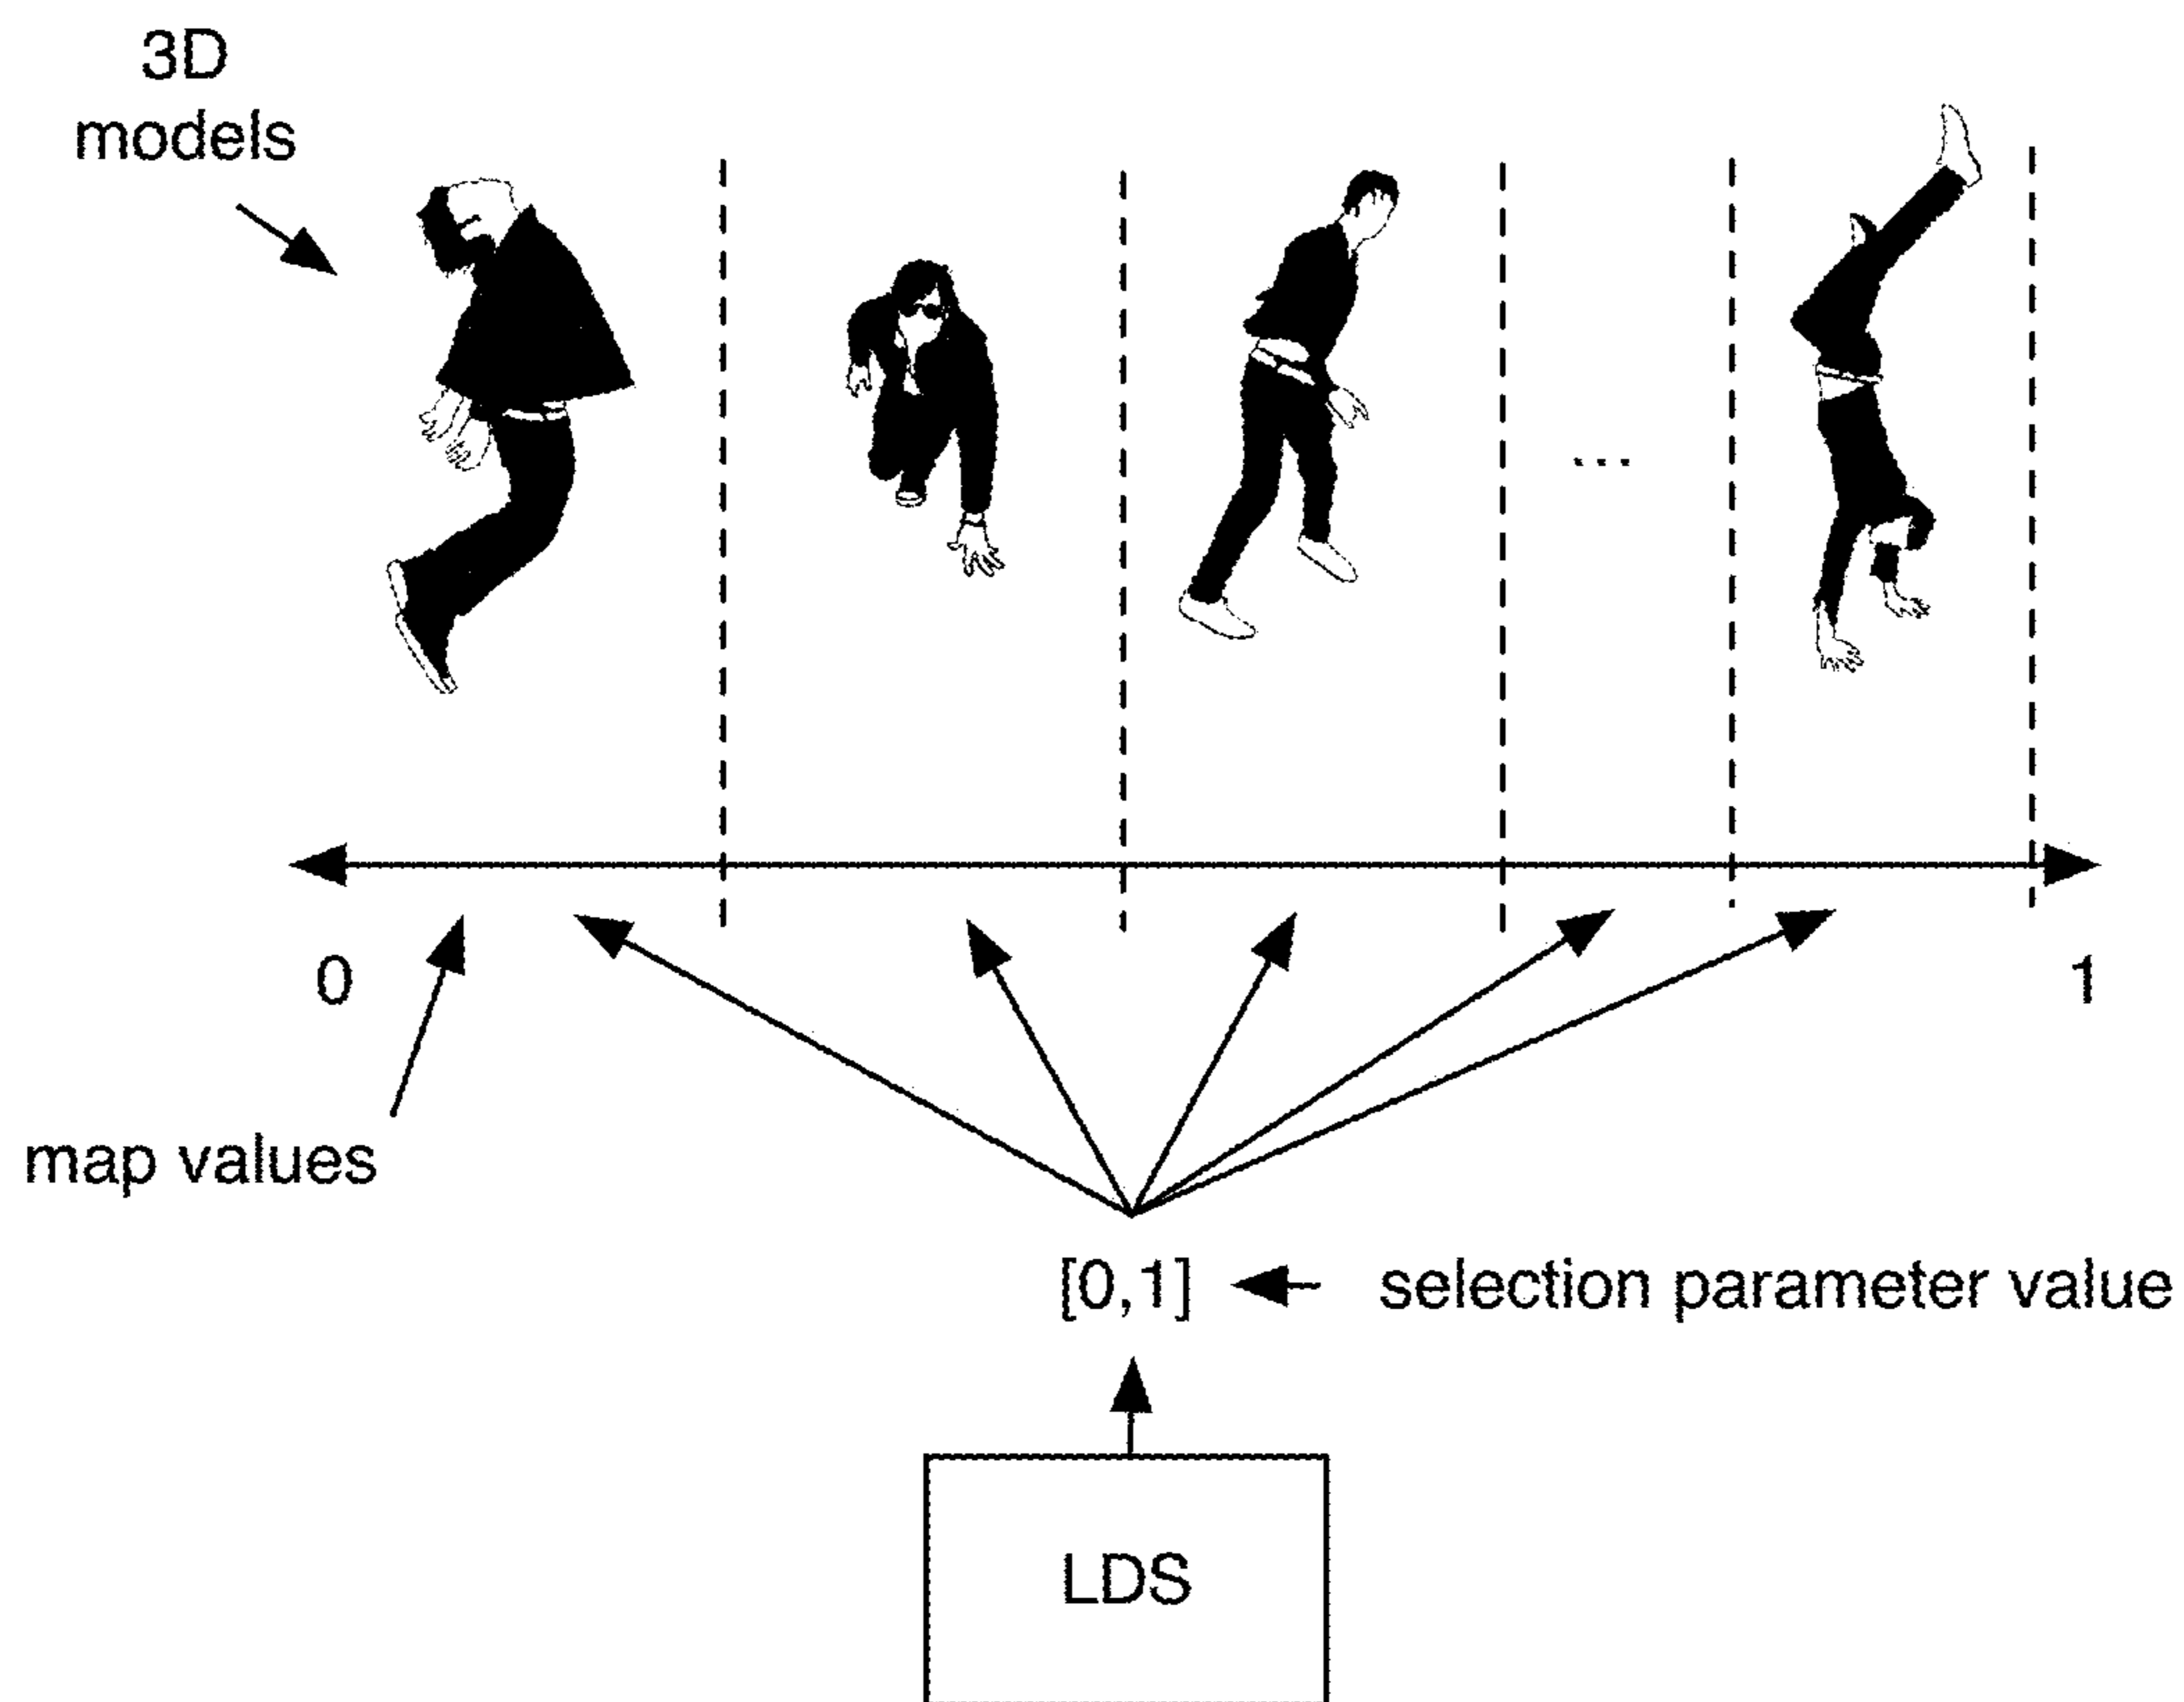 3D
models
...
0
1
map values
[0,1]
selection parameter value
LDS